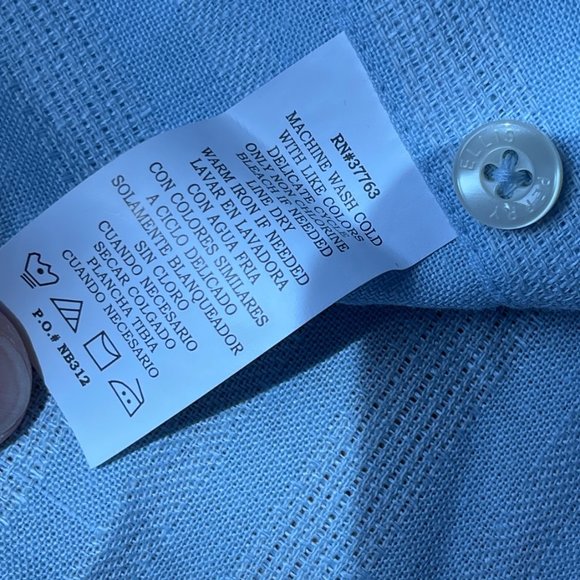 RN#37763
MACHINE WASH COLD
WITH LIKE COLORS
DELICATE CYCLE
ONLY NON CHLORINE
BLEACH IF NEEDED
LINE DRY
WARM IRON IF NEEDED
LAVAR EN LAVADORA
CON AGUA FRIA
CON COLORES SIMILARES
A CICLO DELICADO
SOLAMENTE BLANQUEADOR
SIN CLORO
CUANDO NECESARIO
SECAR COLGADO
PLANCHA TIBIA
CUANDO NECESARIO
P.O.# NB312